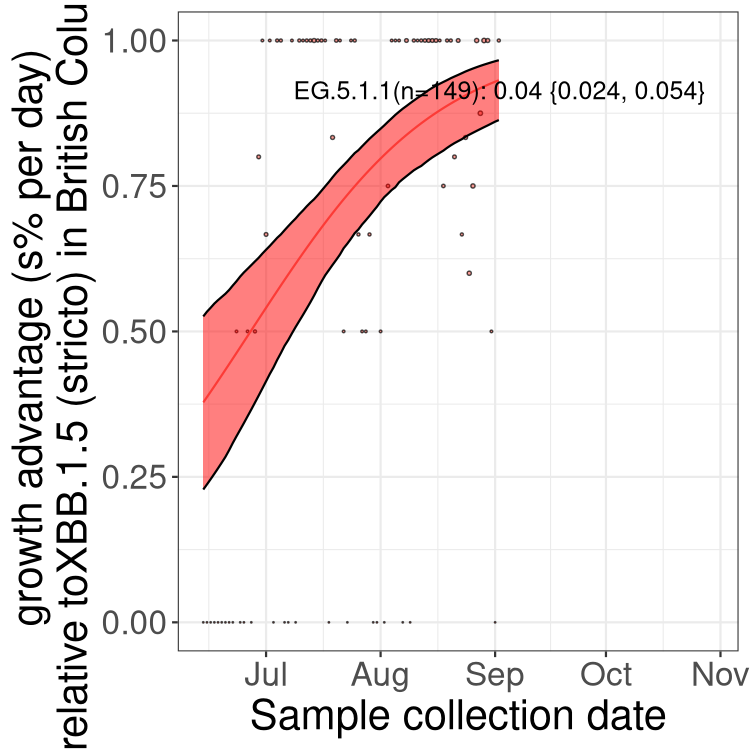 growth advantage (s% per day)
relative toXBB.1.5 (stricto) in British Colu
1.00
0.75
0.50
0.25
0.00
EG.5.1.1(n=149): 0.04 {0.024, 0.054}
Jul Aug Sep Oct Nov
Sample collection date